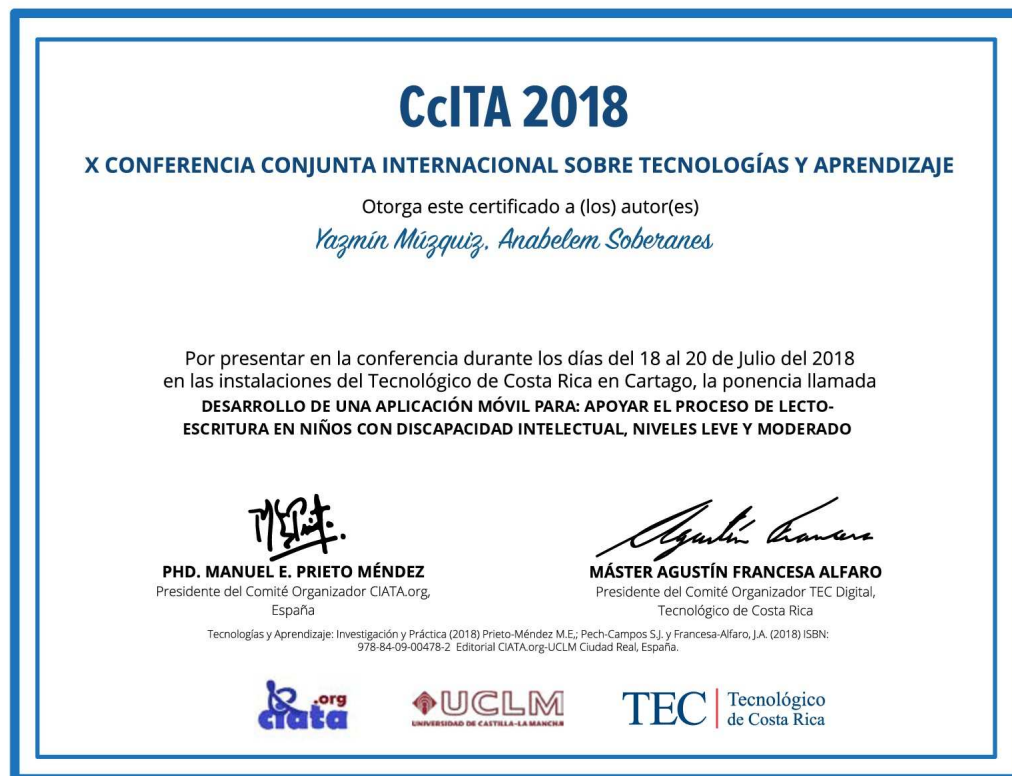 CcITA 2018
X CONFERENCIA CONJUNTA INTERNACIONAL SOBRE TECNOLOGÍAS Y APRENDIZAJE
Otorga este certificado a (los) autor(es)
Yazmín Múzquiz, Anabelem Soberanes
Por presentar en la conferencia durante los días del 18 al 20 de Julio del 2018
en las instalaciones del Tecnológico de Costa Rica en Cartago, la ponencia llamada
DESARROLLO DE UNA APLICACIÓN MÓVIL PARA: APOYAR EL PROCESO DE LECTO-
ESCRITURA EN NIÑOS CON DISCAPACIDAD INTELECTUAL, NIVELES LEVE Y MODERADO
Agustín Francesa
PHD. MANUEL E. PRIETO MÉNDEZ
Presidente del Comité Organizador CIATA.org,
España
MÁSTER AGUSTÍN FRANCESA ALFARO
Presidente del Comité Organizador TEC Digital,
Tecnológico de Costa Rica
Tecnologías y Aprendizaje: Investigación y Práctica (2018) Prieto-Méndez M.E,; Pech-Campos S.J. y Francesa-Alfaro, J.A. (2018) ISBN:
978-84-09-00478-2 Editorial CIATA.org-UCLM Ciudad Real, España.
ciata.org
UCLM
UNIVERSIDAD DE CASTILLA-LA MANCHA
TEC
Tecnológico
de Costa Rica